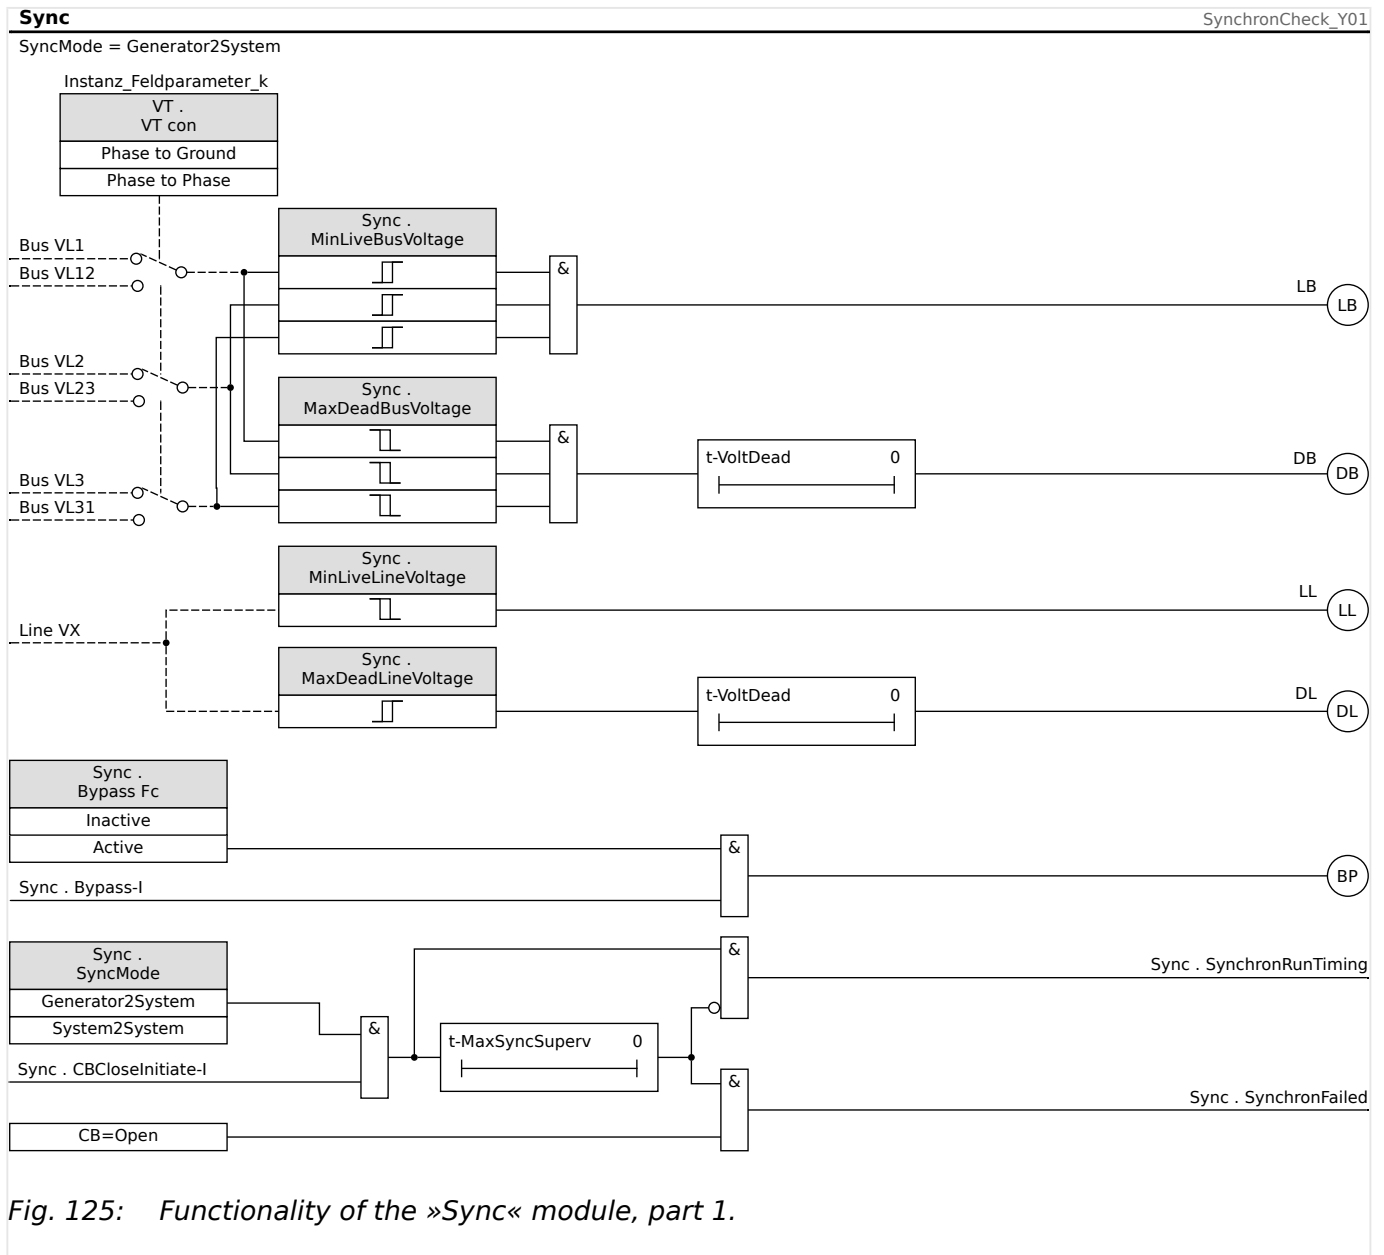 Sync
SynchronCheck_Y01
SyncMode = Generator2System
Instanz_Feldparameter_k
VT .
VT con
Phase to Ground
Phase to Phase
Sync .
MinLiveBusVoltage
Bus VL1
Bus VL12
&
LB
LB
Bus VL2
Bus VL23
Sync .
MaxDeadBusVoltage
&
t-VoltDead 0
DB
DB
Bus VL3
Bus VL31
Sync .
MinLiveLineVoltage
LL
LL
Line VX
Sync .
MaxDeadLineVoltage
t-VoltDead 0
DL
DL
Sync .
Bypass Fc
Inactive
Active
&
Sync . Bypass-I
BP
Sync .
SyncMode
Generator2System
System2System
&
Sync . SynchronRunTiming
&
t-MaxSyncSuperv 0
Sync . CBCloseInitiate-I
&
Sync . SynchronFailed
CB=Open
Fig. 125: Functionality of the »Sync« module, part 1.